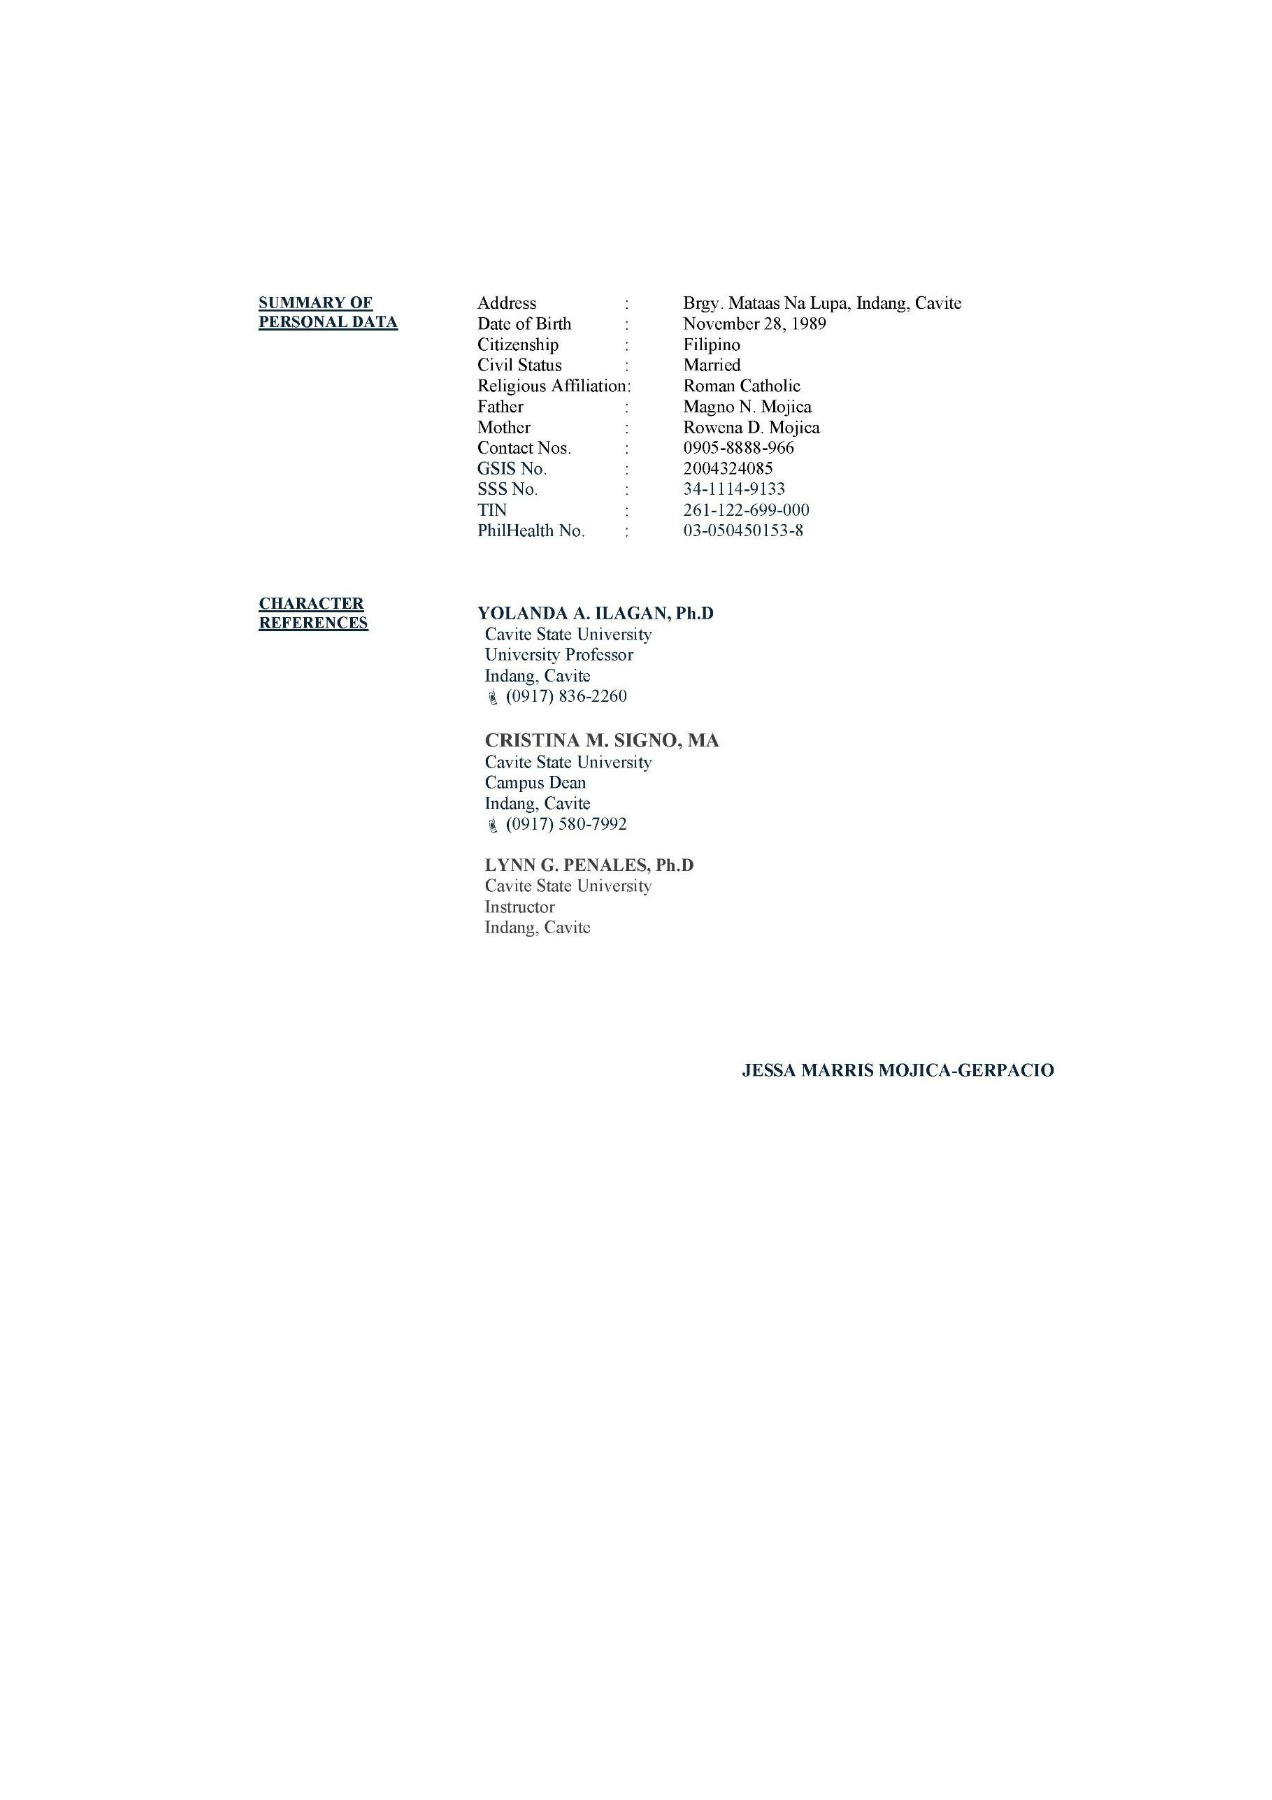 SUMMARY OF
PERSONAL DATA
Address : Brgy. Mataas Na Lupa, Indang, Cavite
Date of Birth : November 28, 1989
Citizenship : Filipino
Civil Status : Married
Religious Affiliation: Roman Catholic
Father : Magno N. Mojica
Mother : Rowena D. Mojica
Contact Nos. : 0905-8888-966
GSIS No. : 2004324085
SSS No. : 34-1114-9133
TIN : 261-122-699-000
PhilHealth No. : 03-050450153-8
CHARACTER
REFERENCES
YOLANDA A. ILAGAN, Ph.D
Cavite State University
University Professor
Indang, Cavite
(0917) 836-2260
CRISTINA M. SIGNO, MA
Cavite State University
Campus Dean
Indang, Cavite
(0917) 580-7992
LYNN G. PENALES, Ph.D
Cavite State University
Instructor
Indang, Cavite
JESSA MARRIS MOJICA-GERPACIO